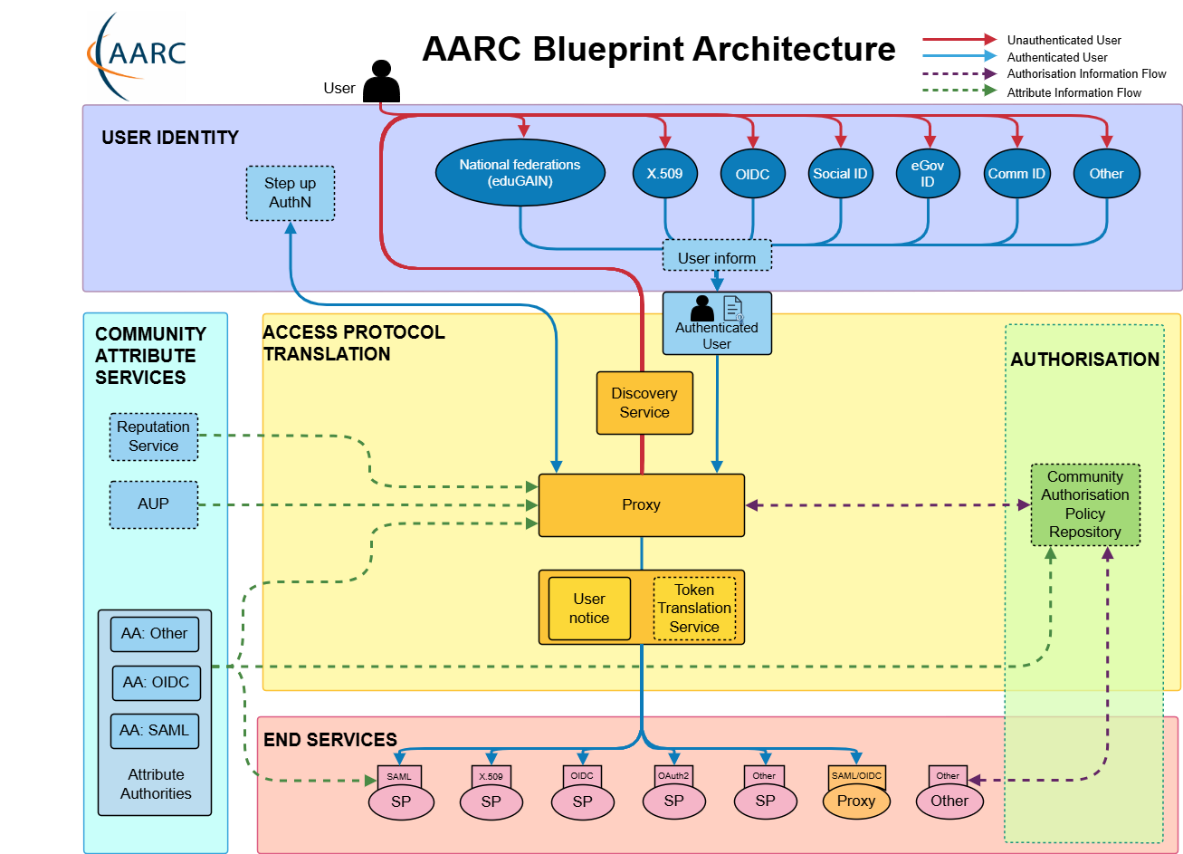 AARC
AARC Blueprint Architecture
Unauthenticated User
Authenticated User
Authorisation Information Flow
Attribute Information Flow
User
USER IDENTITY
Step up
AuthN
National federations
(eduGAIN)
X.509
OIDC
Social ID
eGov
ID
Comm ID
Other
User inform
Authenticated
User
COMMUNITY
ATTRIBUTE
SERVICES
Reputation
Service
AUP
AA: Other
AA: OIDC
AA: SAML
Attribute
Authorities
ACCESS PROTOCOL
TRANSLATION
Discovery
Service
Proxy
User
notice
Token
Translation
Service
AUTHORISATION
Community
Authorisation
Policy
Repository
END SERVICES
SAML
SP
X.509
SP
OIDC
SP
OAuth2
SP
Other
SP
SAML/OIDC
Proxy
Other
Other